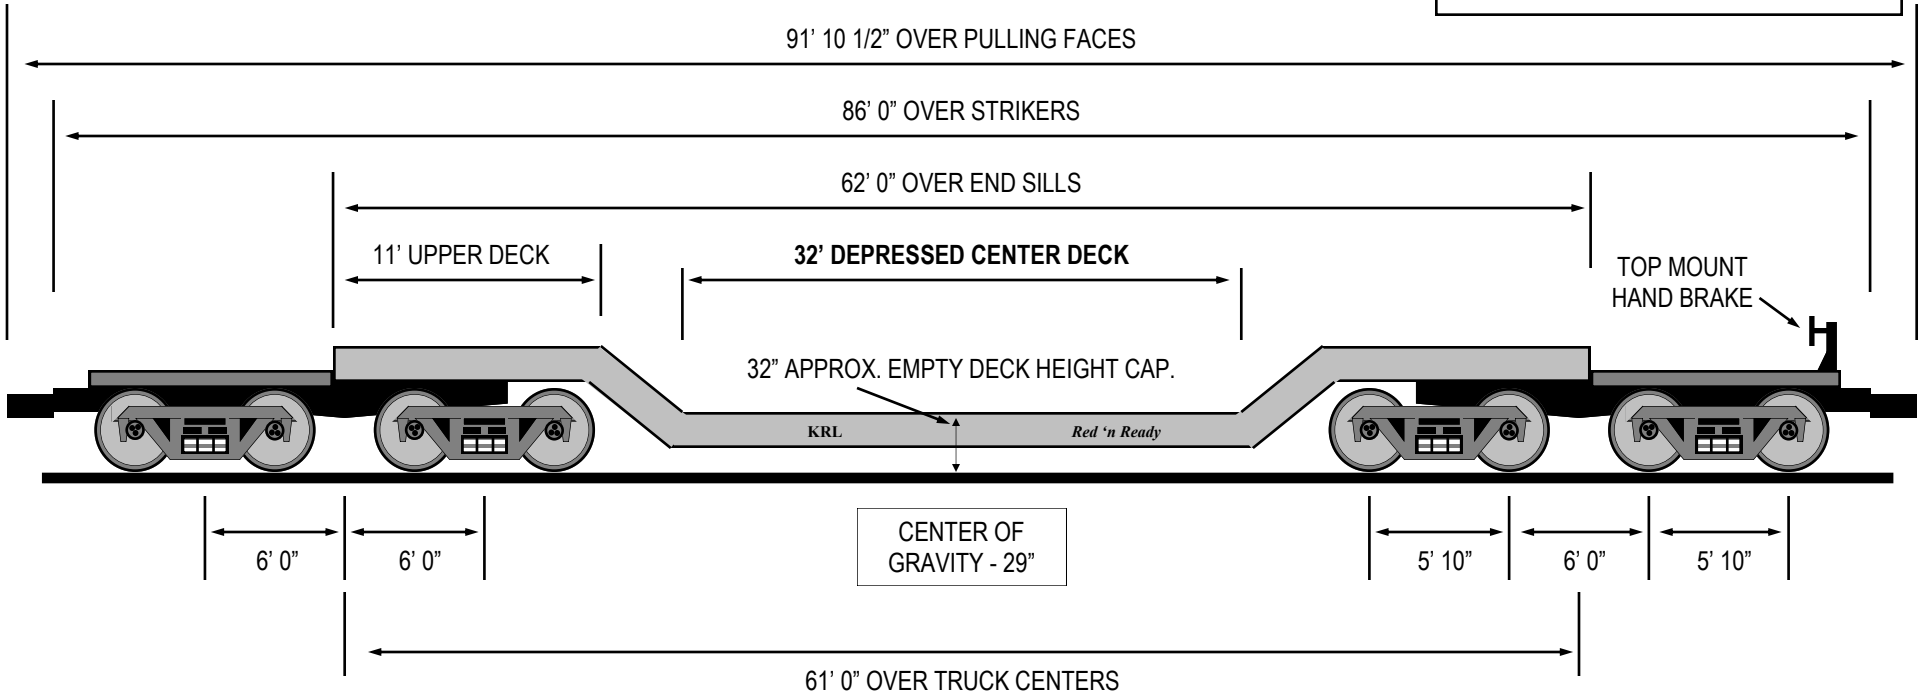 91’ 10 1/2” OVER PULLING FACES
86’ 0” OVER STRIKERS
62’ 0” OVER END SILLS
11’ UPPER DECK
32’ DEPRESSED CENTER DECK
TOP MOUNT
HAND BRAKE
32” APPROX. EMPTY DECK HEIGHT CAP.
KRL
Red ‘n Ready
CENTER OF
GRAVITY - 29”
6’ 0”
6’ 0”
5’ 10”
6’ 0”
5’ 10”
61’ 0” OVER TRUCK CENTERS